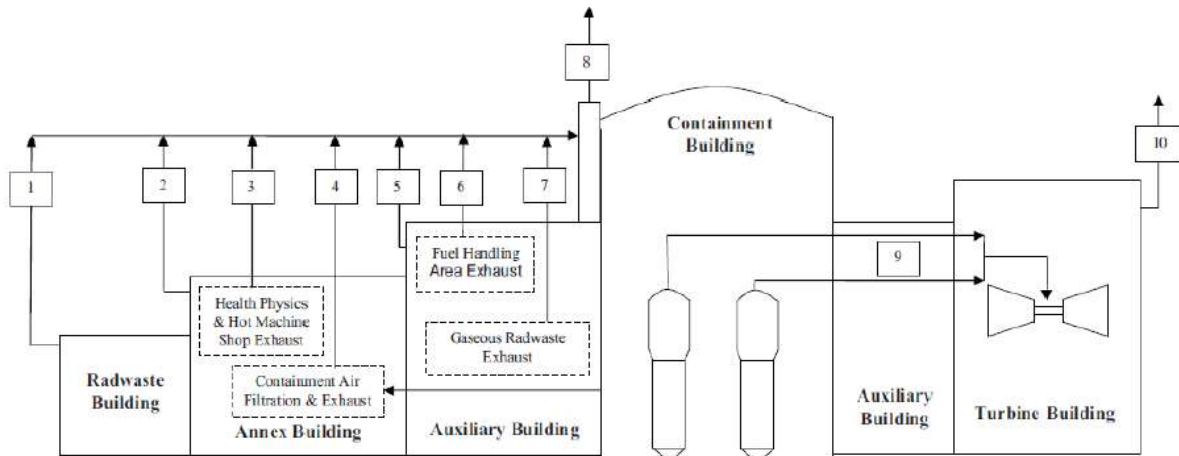 8
Containment
Building
10
1
2
3
4
5
6
7
Fuel Handling
Area Exhaust
9
Health Physics
& Hot Machine
Shop Exhaust
Gaseous Radwaste
Exhaust
Radwaste
Building
Containment Air
Filtration & Exhaust
Annex Building
Auxiliary Building
Auxiliary
Building
Turbine Building